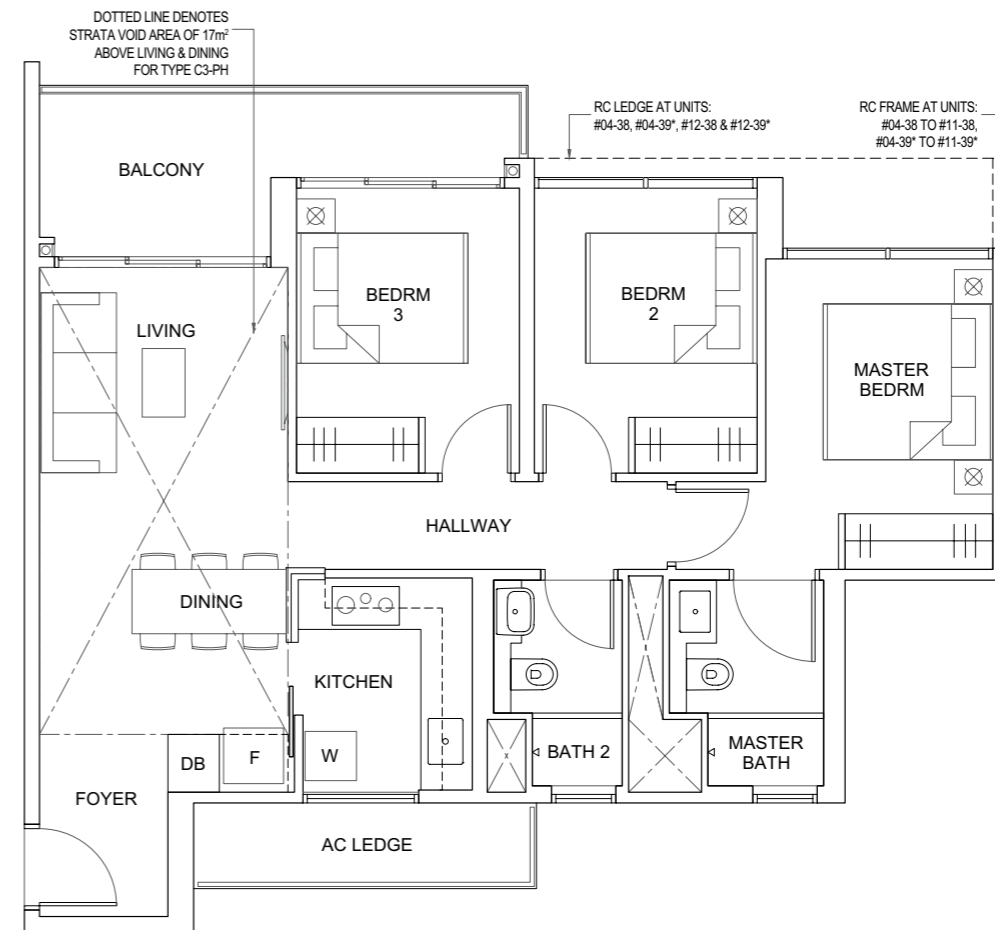 DOTTED LINE DENOTES
STRATA VOID AREA OF 17m²
ABOVE LIVING & DINING
FOR TYPE C3-PH
RC LEDGE AT UNITS:
#04-38, #04-39*, #12-38 & #12-39*
RC FRAME AT UNITS:
#04-38 TO #11-38,
#04-39* TO #11-39*
BALCONY
BEDRM
3
BEDRM
2
LIVING
MASTER
BEDRM
HALLWAY
DINING
KITCHEN
DB
F
W
BATH 2
MASTER
BATH
FOYER
AC LEDGE